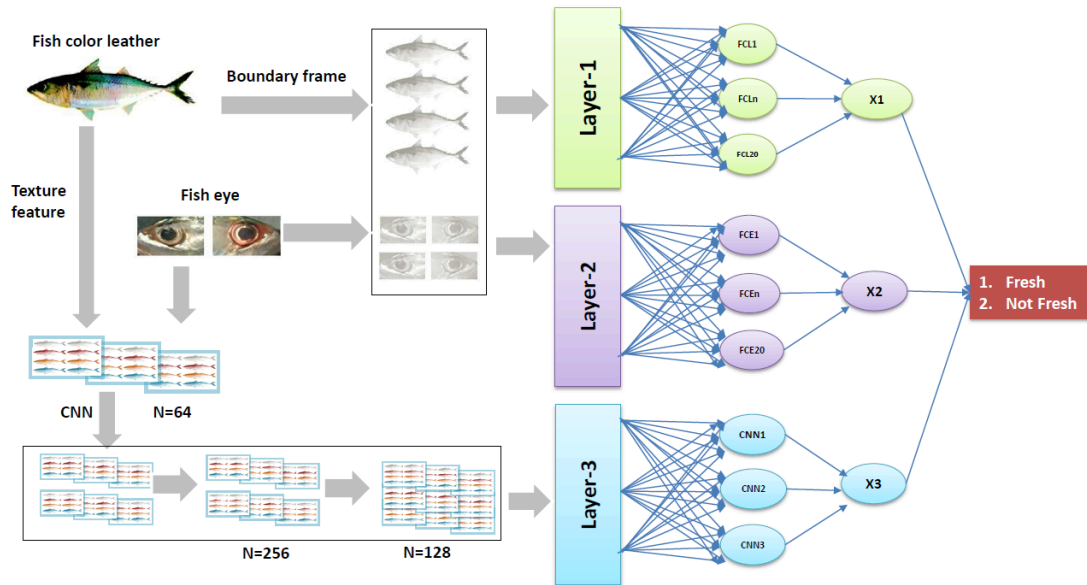 Fish color leather
Boundary frame
Texture
feature
Fish eye
CNN
N=64
N=256
N=128
Layer-1
FCL1
FCLn
FCL20
X1
Layer-2
FCE1
FCEn
FCE20
X2
Layer-3
CNN1
CNN2
CNN3
X3
1. Fresh
2. Not Fresh